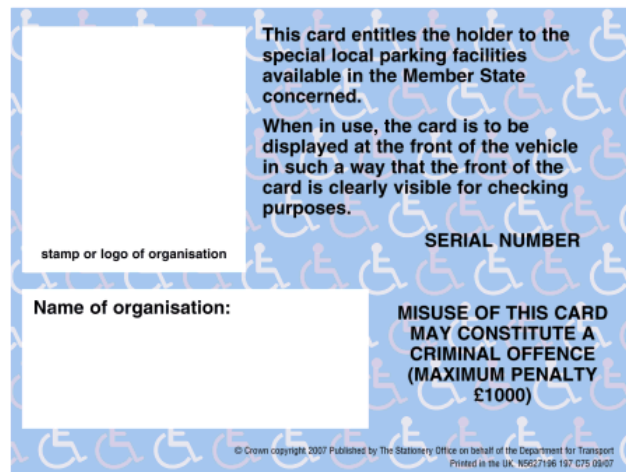 This card entitles the holder to the
special local parking facilities
available in the Member State
concerned.
When in use, the card is to be
displayed at the front of the vehicle
in such a way that the front of the
card is clearly visible for checking
purposes.
stamp or logo of organisation
SERIAL NUMBER
Name of organisation:
MISUSE OF THIS CARD
MAY CONSTITUTE A
CRIMINAL OFFENCE
(MAXIMUM PENALTY
£1000)
© Crown copyright 2007 Published by The Stationery Office on behalf of the Department for Transport
Printed in the UK, N5627196 197 C75 09/07